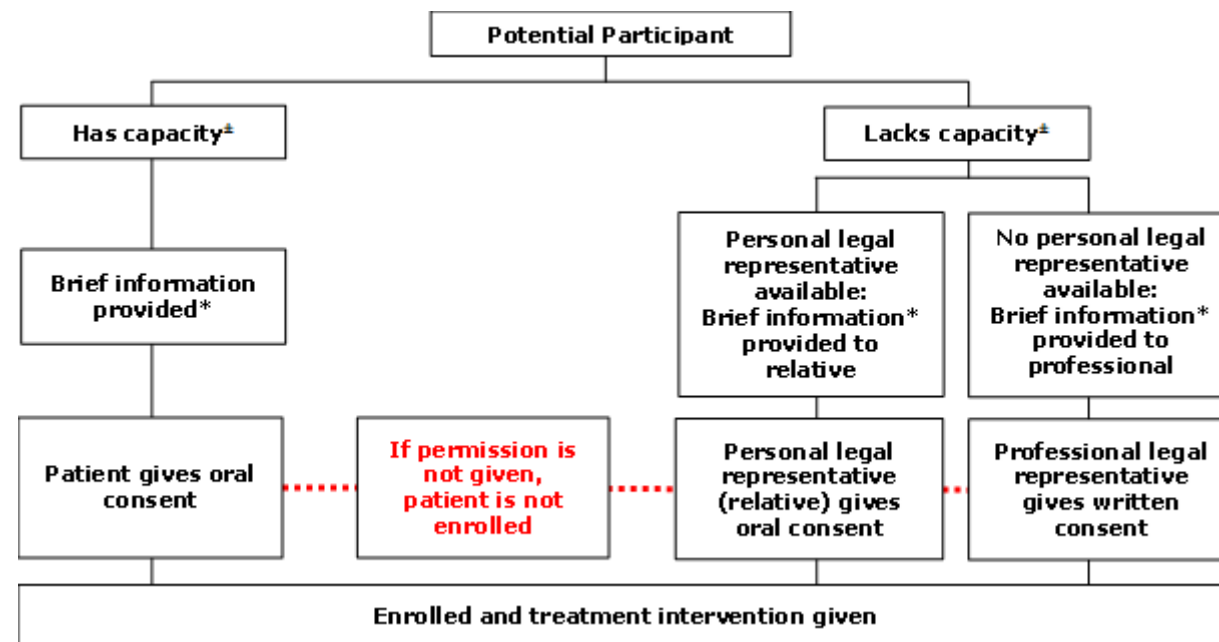 Potential Participant
Has capacity±
Lacks capacity±
Brief information
provided*
Personal legal
representative
available:
Brief information*
provided to
relative
No personal legal
representative
available:
Brief information*
provided to
professional
Patient gives oral
consent
If permission is
not given,
patient is not
enrolled
Personal legal
representative
(relative) gives
oral consent
Professional legal
representative
gives written
consent
Enrolled and treatment intervention given